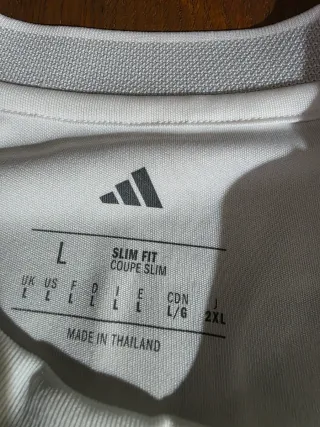 L SLIM FIT
COUPE SLIM
UK US F D I E CDN J
L L L L L L L/G 2XL
MADE IN THAILAND